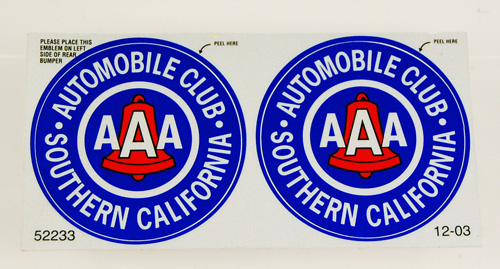 PLEASE PLACE THIS
EMBLEM ON LEFT
SIDE OF REAR
BUMPER
PEEL HERE
PEEL HERE
• AUTOMOBILE CLUB •
AAA
SOUTHERN CALIFORNIA
• AUTOMOBILE CLUB •
AAA
SOUTHERN CALIFORNIA
52233
12-03